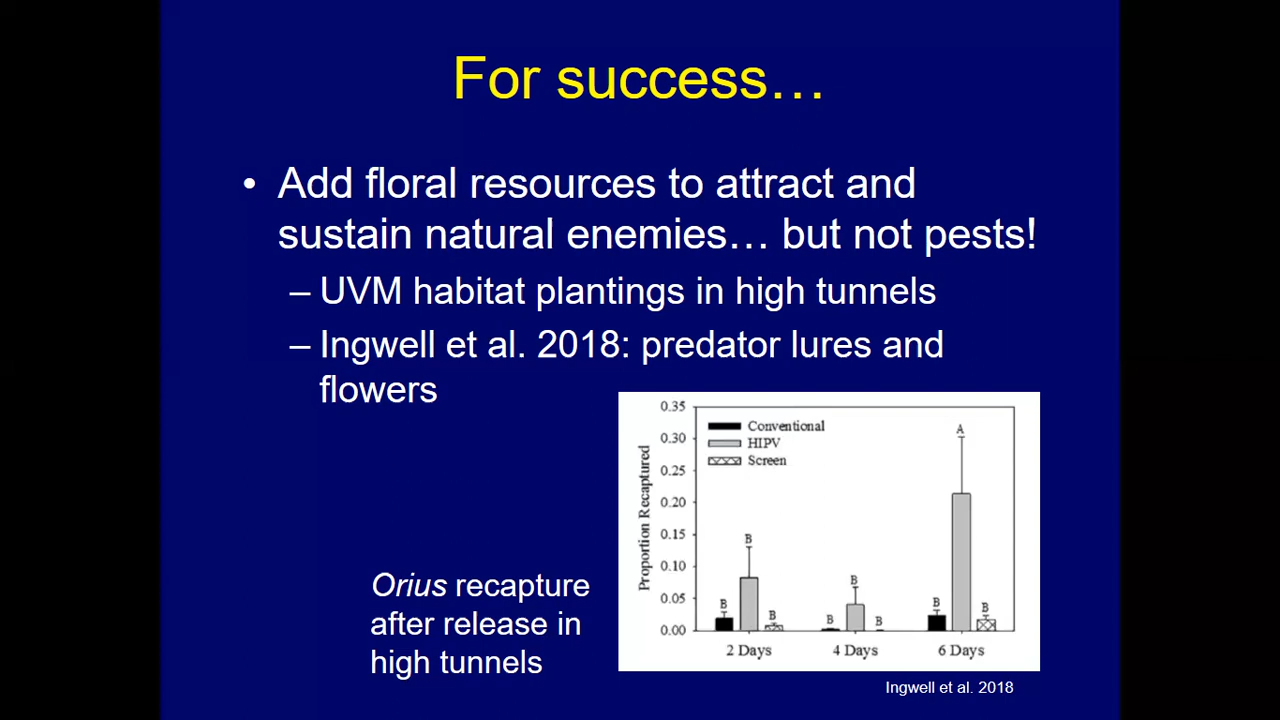 For success…
• Add floral resources to attract and
sustain natural enemies… but not pests!
– UVM habitat plantings in high tunnels
– Ingwell et al. 2018: predator lures and
flowers
Orius recapture
after release in
high tunnels
Proportion Recaptured
0.35
0.30
0.25
0.20
0.15
0.10
0.05
0.00
Conventional
HIPV
Screen
B B B
B B B
B A B
2 Days 4 Days 6 Days
Ingwell et al. 2018